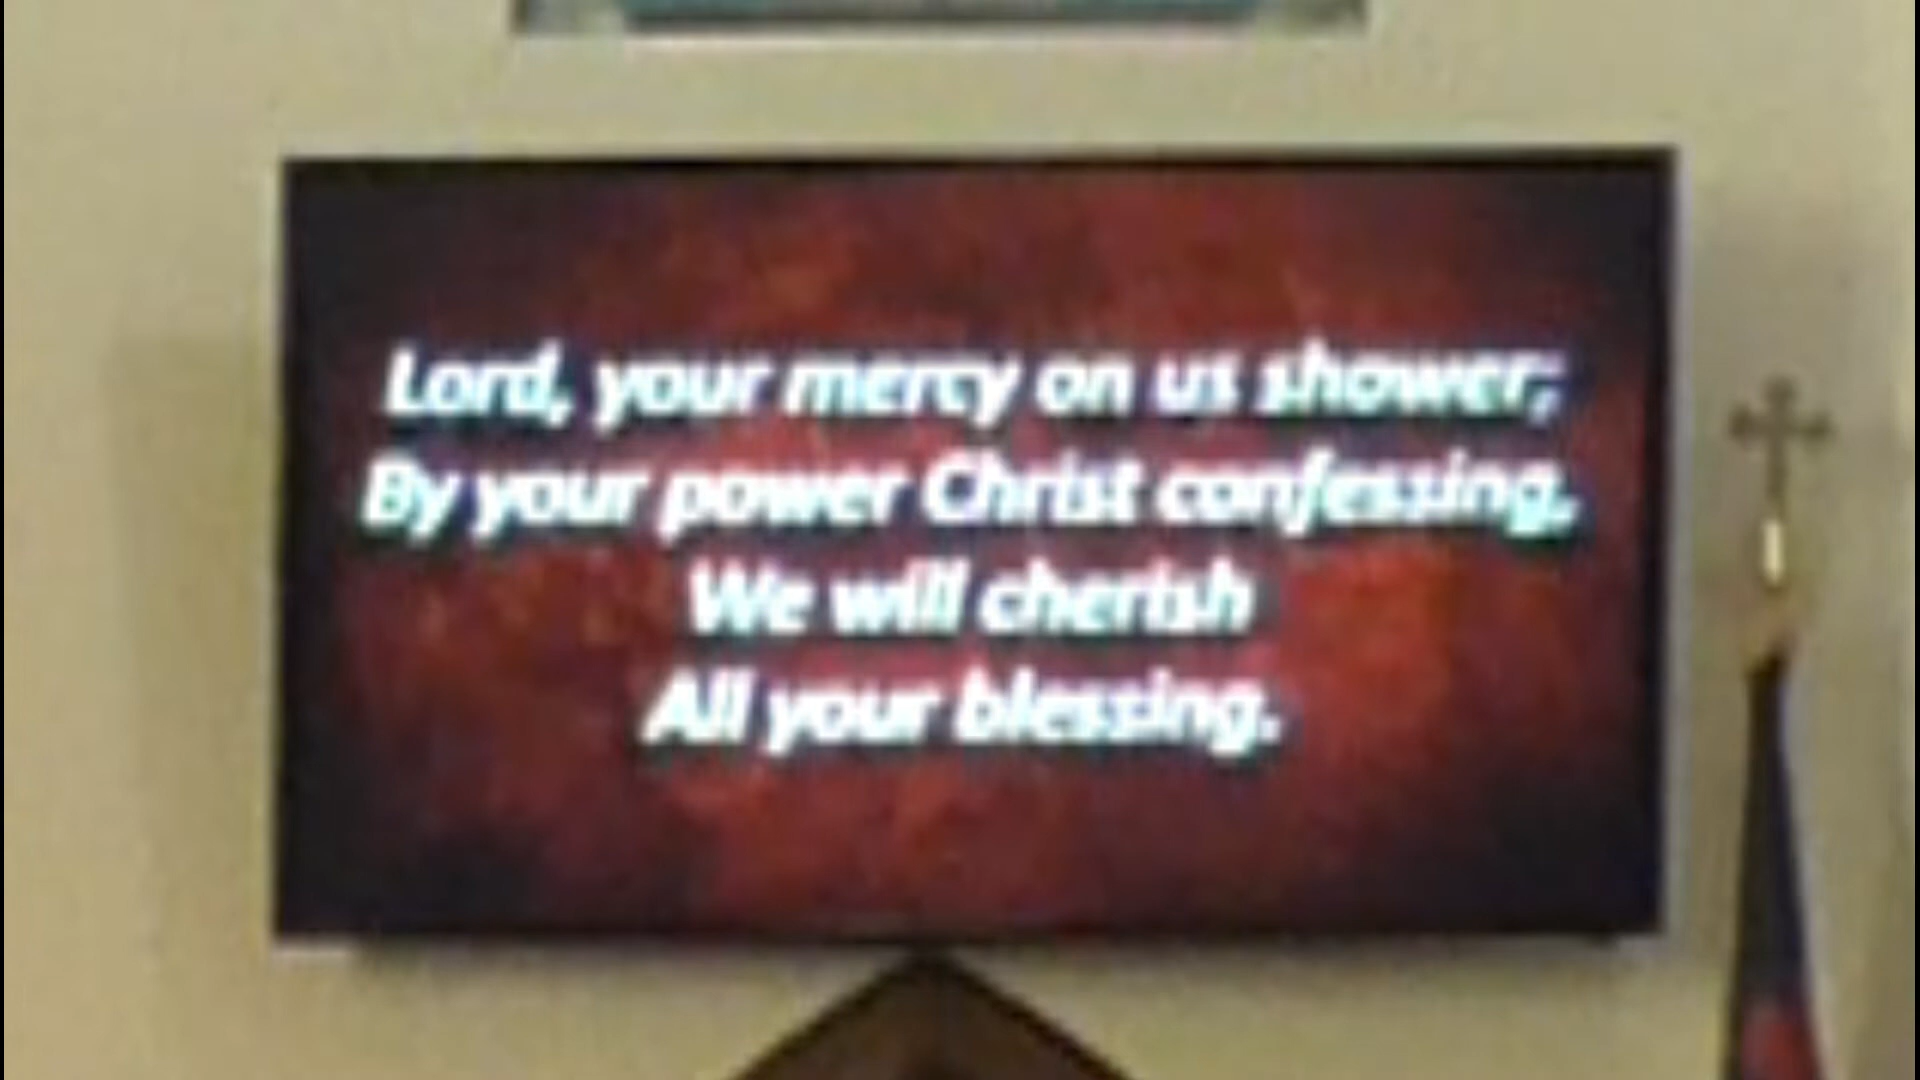 Lord, your mercy on us shower;
By your power Christ confessing,
We will cherish
All your blessing.